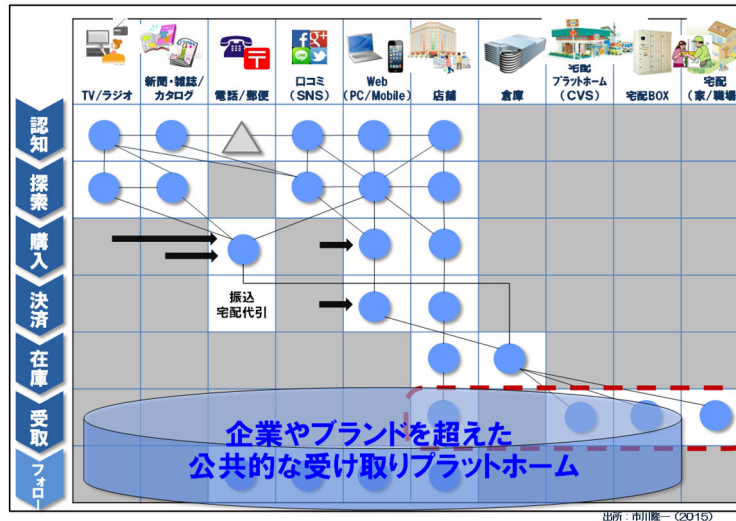 TV/ラジオ
新聞・雑誌/
カタログ
電話/郵便
口コミ
(SNS)
Web
(PC/Mobile)
店舗
倉庫
宅配
プラットホーム
(CVS)
宅配BOX
宅配
(家/職場)
認知
探索
購入
決済
振込
宅配代引
在庫
受取
フォロー
企業やブランドを超えた
公共的な受け取りプラットホーム
出所:市川隆一(2015)